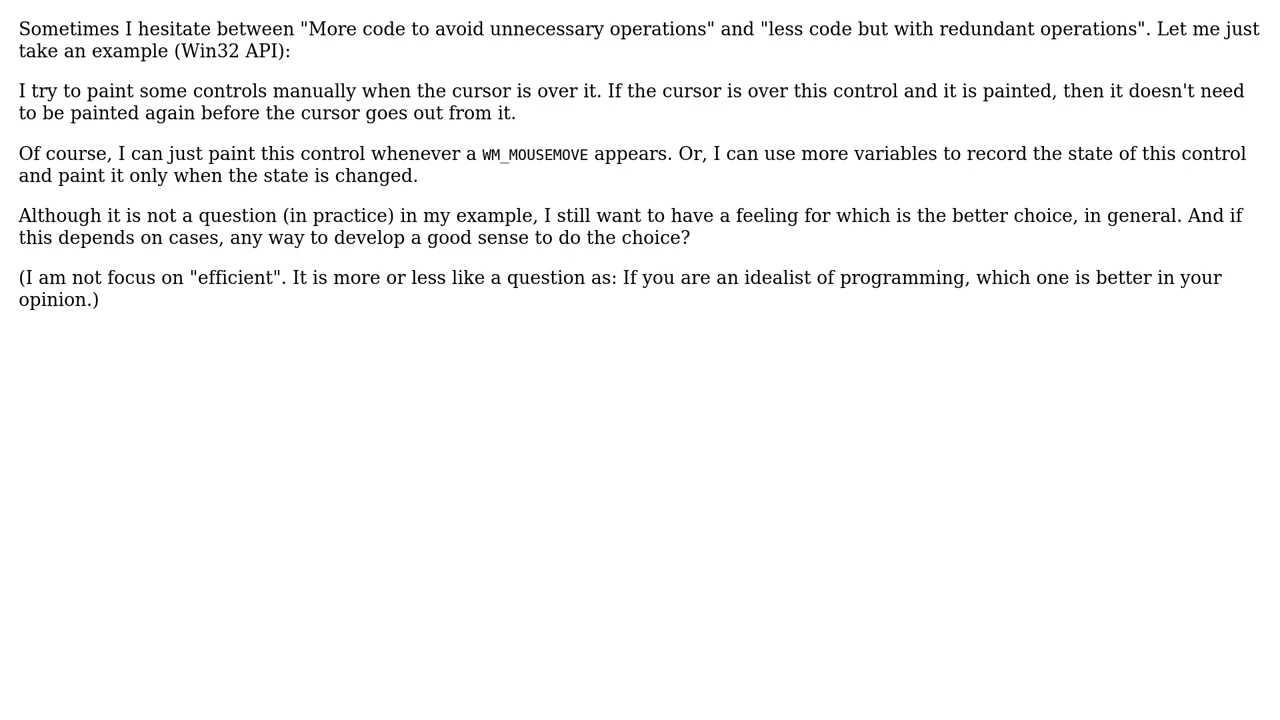 Sometimes I hesitate between "More code to avoid unnecessary operations" and "less code but with redundant operations". Let me just
take an example (Win32 API):
I try to paint some controls manually when the cursor is over it. If the cursor is over this control and it is painted, then it doesn't need
to be painted again before the cursor goes out from it.
Of course, I can just paint this control whenever a WM_MOUSEMOVE appears. Or, I can use more variables to record the state of this control
and paint it only when the state is changed.
Although it is not a question (in practice) in my example, I still want to have a feeling for which is the better choice, in general. And if
this depends on cases, any way to develop a good sense to do the choice?
(I am not focus on "efficient". It is more or less like a question as: If you are an idealist of programming, which one is better in your
opinion.)